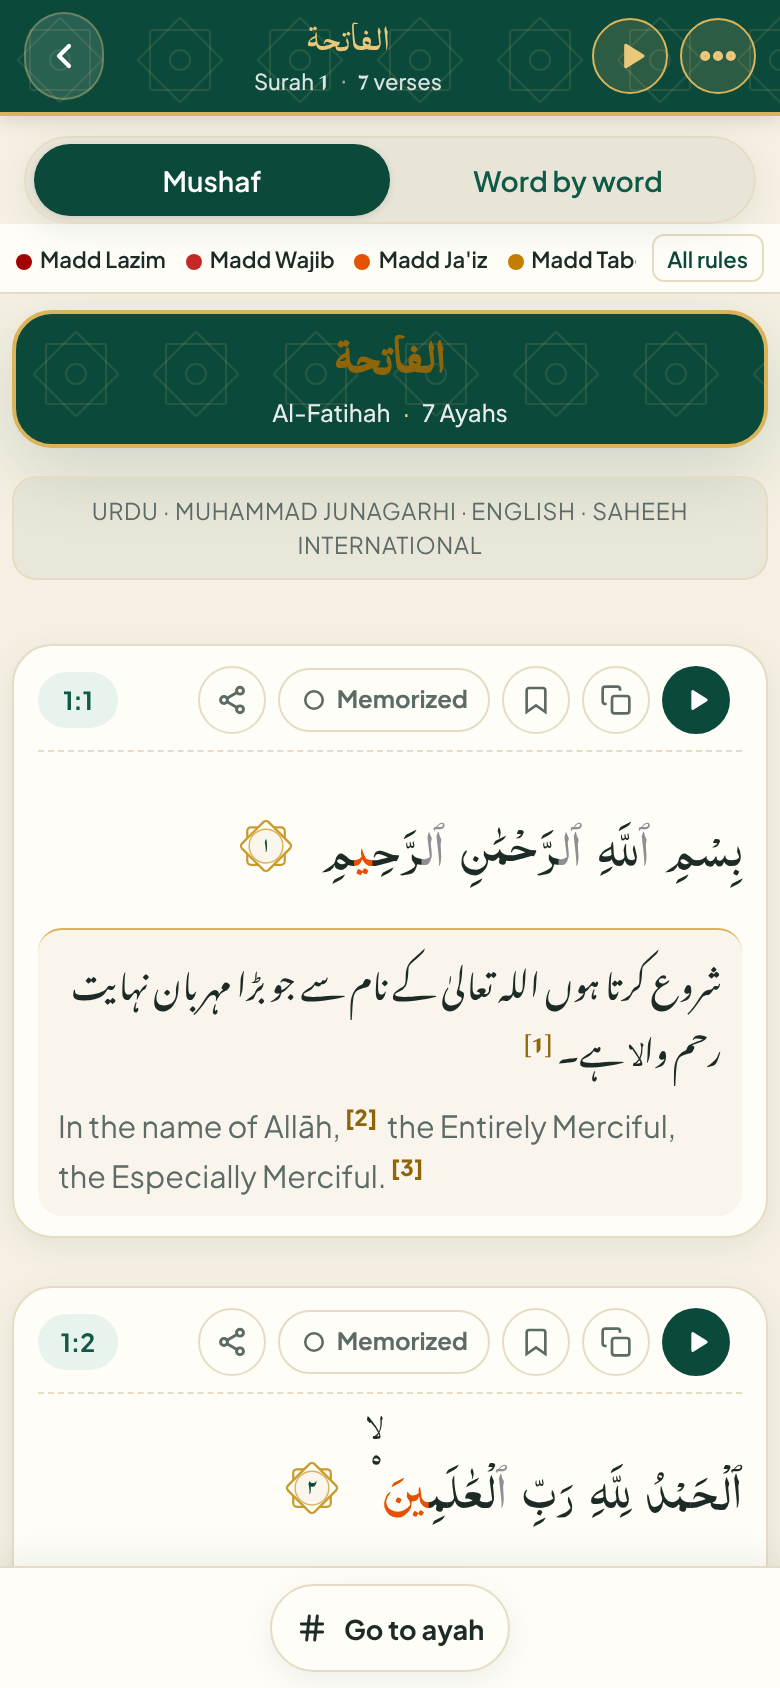 الفاتحة
Surah 1 · 7 verses
Mushaf
Word by word
Madd Lazim
Madd Wajib
Madd Ja'iz
Madd Tab
All rules
الفاتحة
Al-Fatihah · 7 Ayahs
URDU · MUHAMMAD JUNAGARHI · ENGLISH · SAHEEH
INTERNATIONAL
1:1
Memorized
بِسْمِ ٱللَّهِ ٱلرَّحْمَٰنِ ٱلرَّحِيمِ ١
شروع کرتا ہوں اللہ تعالیٰ کے نام سے جو بڑا مہربان نہایت
رحم والا ہے۔ [1]
In the name of Allāh, [2] the Entirely Merciful,
the Especially Merciful. [3]
1:2
Memorized
ٱلْحَمْدُ لِلَّهِ رَبِّ ٱلْعَٰلَمِينَ ۙ ٢
# Go to ayah